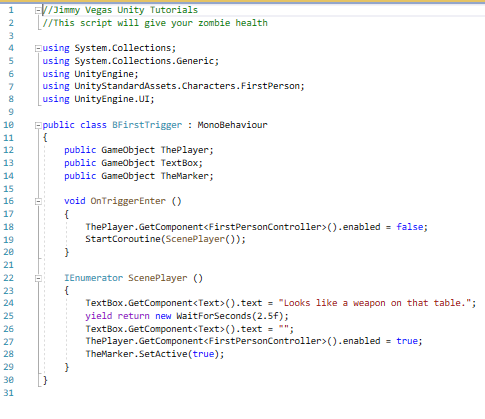 1 //Jimmy Vegas Unity Tutorials
2 //This script will give your zombie health
3
4 using System.Collections;
5 using System.Collections.Generic;
6 using UnityEngine;
7 using UnityStandardAssets.Characters.FirstPerson;
8 using UnityEngine.UI;
9
10 public class BFirstTrigger : MonoBehaviour
11 {
12 public GameObject ThePlayer;
13 public GameObject TextBox;
14 public GameObject TheMarker;
15
16 void OnTriggerEnter ()
17 {
18 ThePlayer.GetComponent<FirstPersonController>().enabled = false;
19 StartCoroutine(ScenePlayer());
20 }
21
22 IEnumerator ScenePlayer ()
23 {
24 TextBox.GetComponent<Text>().text = "Looks like a weapon on that table.";
25 yield return new WaitForSeconds(2.5f);
26 TextBox.GetComponent<Text>().text = "";
27 ThePlayer.GetComponent<FirstPersonController>().enabled = true;
28 TheMarker.SetActive(true);
29 }
30 }
31